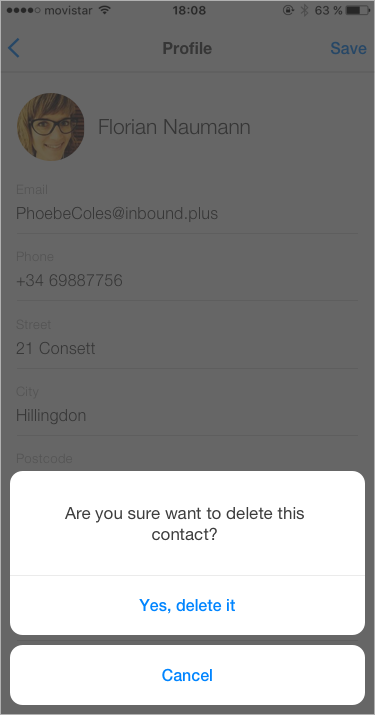 movistar 18:08 63 %
Profile Save
Florian Naumann
Email
PhoebeColes@inbound.plus
Phone
+34 69887756
Street
21 Consett
City
Hillingdon
Postcode
Are you sure want to delete this
contact?
Yes, delete it
Cancel